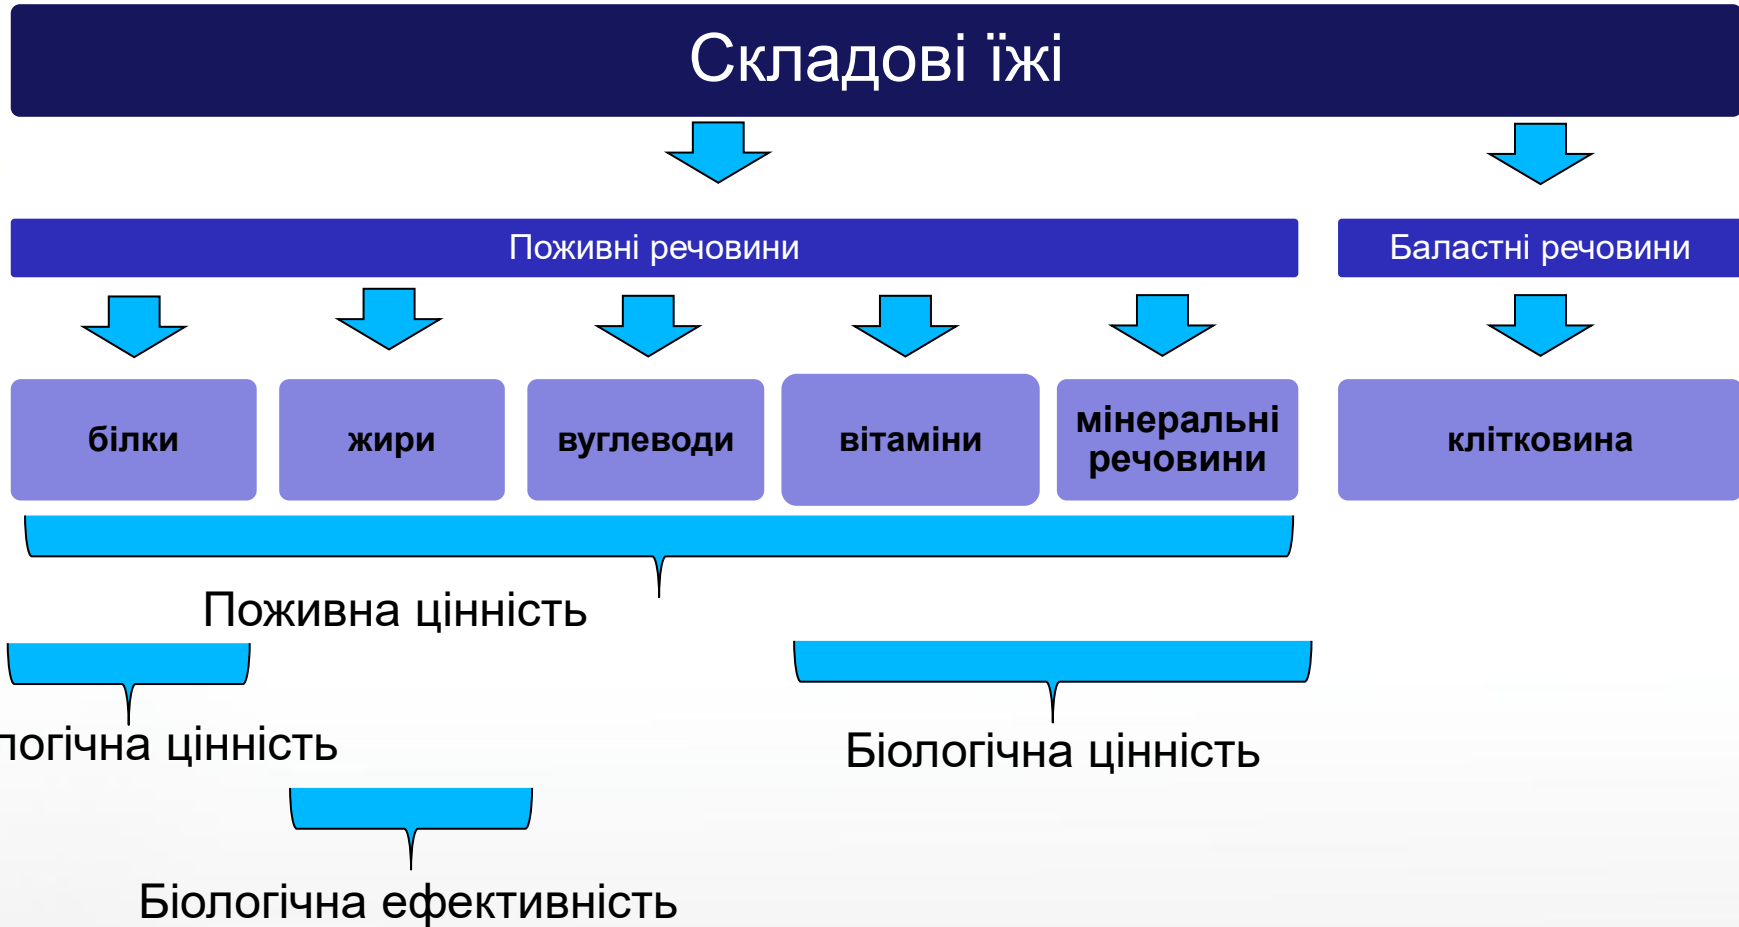 Складові їжі
Поживні речовини
Баластні речовини
білки
жири
вуглеводи
вітаміни
мінеральні
речовини
клітковина
Поживна цінність
логічна цінність
Біологічна цінність
Біологічна ефективність